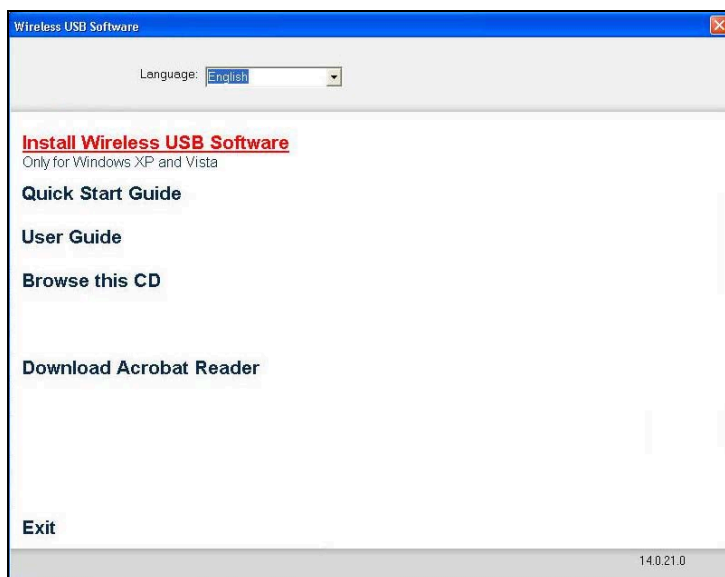 Wireless USB Software
Language: English
Install Wireless USB Software
Only for Windows XP and Vista
Quick Start Guide
User Guide
Browse this CD
Download Acrobat Reader
Exit
14.0.21.0